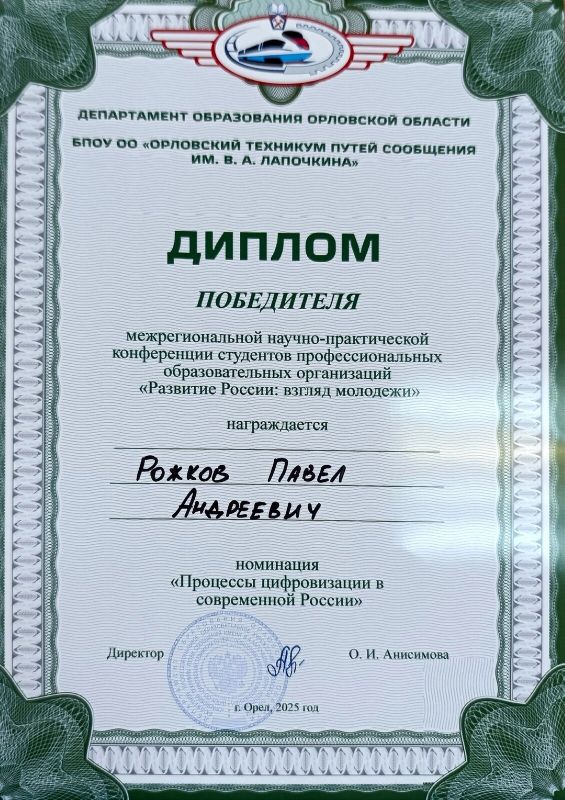 ДЕПАРТАМЕНТ ОБРАЗОВАНИЯ ОРЛОВСКОЙ ОБЛАСТИ
БПОУ ОО «ОРЛОВСКИЙ ТЕХНИКУМ ПУТЕЙ СООБЩЕНИЯ
ИМ. В. А. ЛАПОЧКИНА»
ДИПЛОМ
ПОБЕДИТЕЛЯ
межрегиональной научно-практической
конференции студентов профессиональных
образовательных организаций
«Развитие России: взгляд молодежи»
награждается
Рожков Павел
Андреевич
номинация
«Процессы цифровизации в
современной России»
Директор О. И. Анисимова
г. Орел, 2025 год